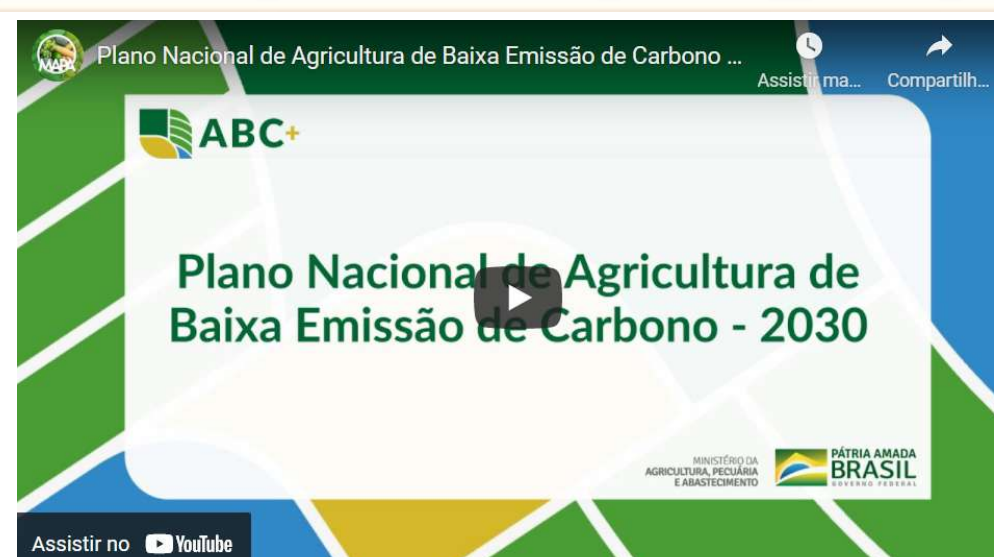 MAPA
Plano Nacional de Agricultura de Baixa Emissão de Carbono ...
Assistir ma...
Compartilh...
ABC+
Plano Nacional de Agricultura de
Baixa Emissão de Carbono - 2030
MINISTÉRIO DA
AGRICULTURA, PECUÁRIA
E ABASTECIMENTO
PÁTRIA AMADA
BRASIL
GOVERNO FEDERAL
Assistir no YouTube